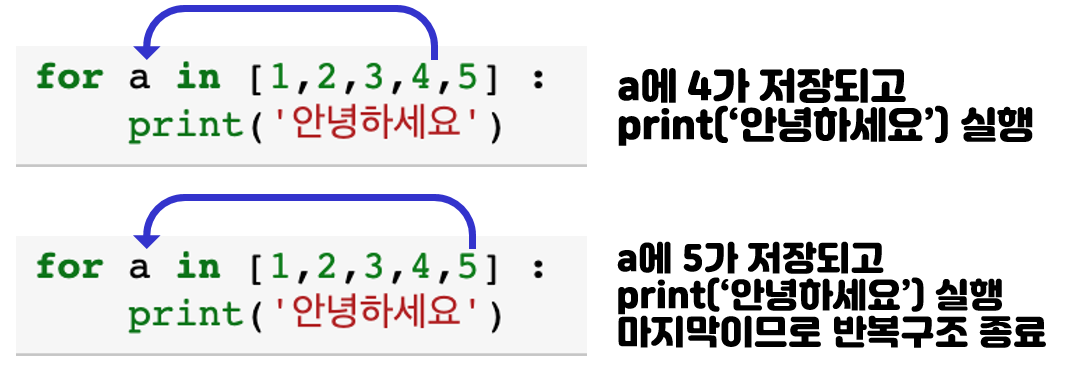 for a in [1,2,3,4,5] :
    print('안녕하세요')
a에 4가 저장되고
print(‘안녕하세요’) 실행
for a in [1,2,3,4,5] :
    print('안녕하세요')
a에 5가 저장되고
print(‘안녕하세요’) 실행
마지막이므로 반복구조 종료